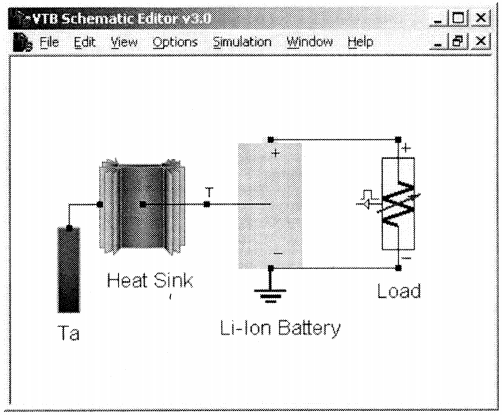 VTB Schematic Editor v3.0
File Edit View Options Simulation Window Help
+
+
T
−
−
Heat Sink
Load
Li-Ion Battery
Ta